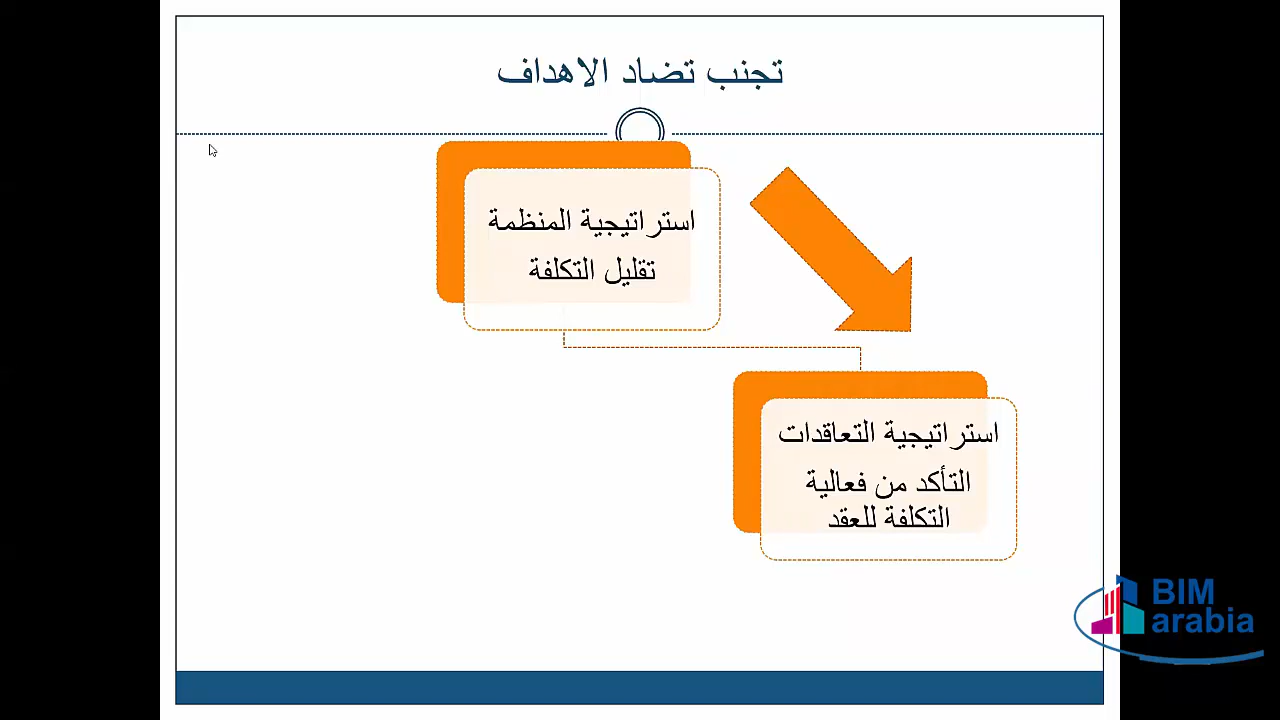 تجنب تضاد الاهداف
استراتيجية المنظمة
تقليل التكلفة
استراتيجية التعاقدات
التأكد من فعالية
التكلفة للعقد
BIM
arabia